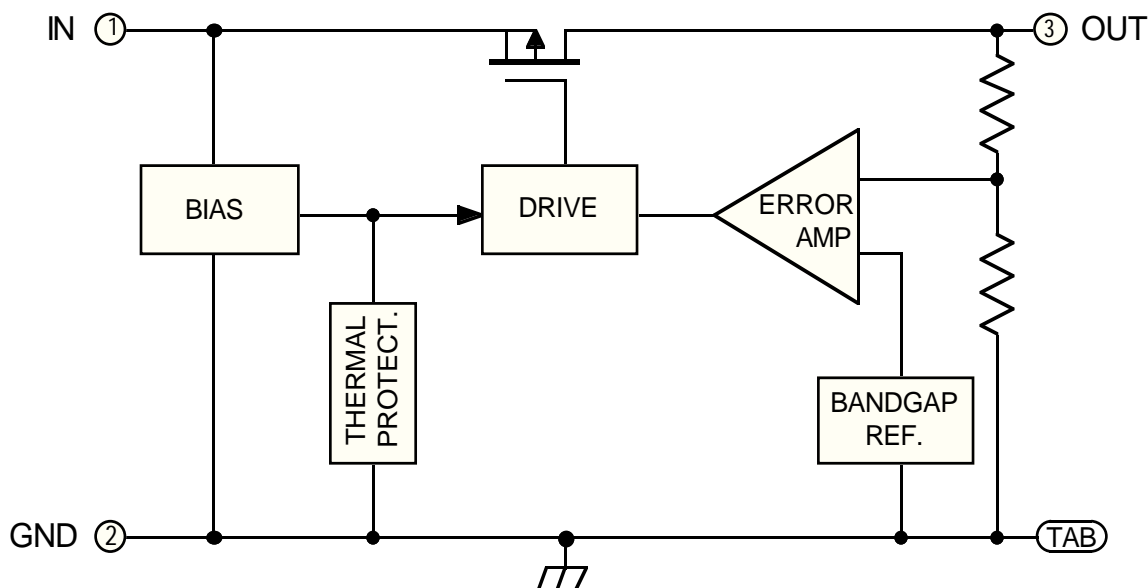 IN 1
3 OUT
BIAS
DRIVE
ERROR
AMP
THERMAL
PROTECT.
BANDGAP
REF.
GND 2
TAB